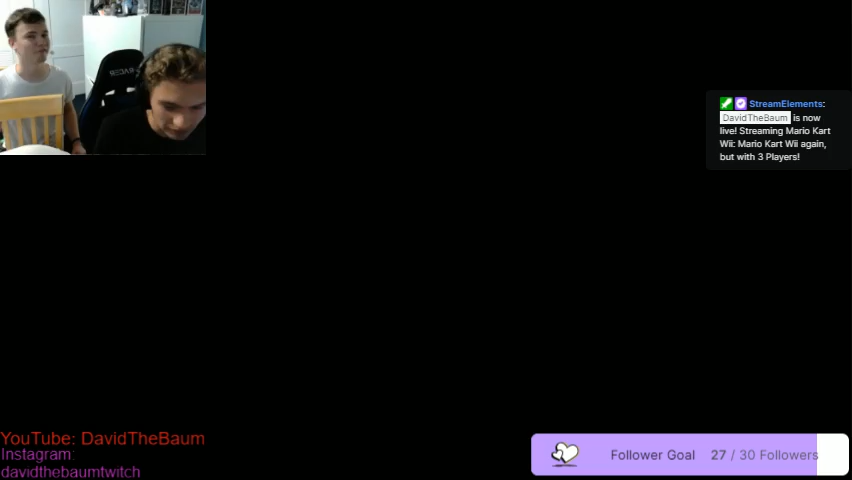 StreamElements:
DavidTheBaum is now
live! Streaming Mario Kart
Wii: Mario Kart Wii again,
but with 3 Players!
YouTube: DavidTheBaum
Instagram:
davidthebaumtwitch
Follower Goal 27 / 30 Followers